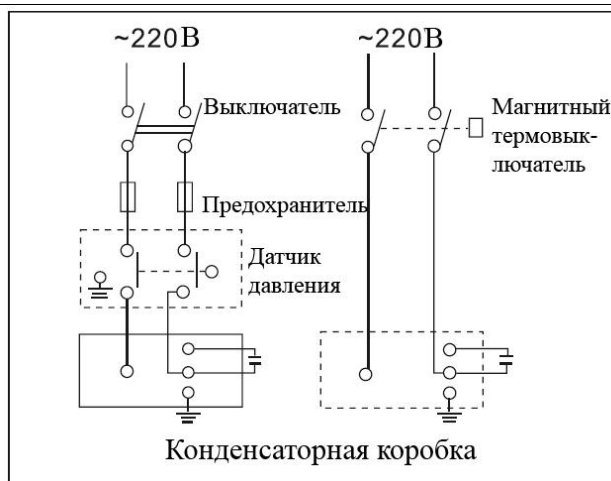 ~220В
~220В
Выключатель
Магнитный
термовык-
лючатель
Предохранитель
Датчик
давления
Конденсаторная коробка